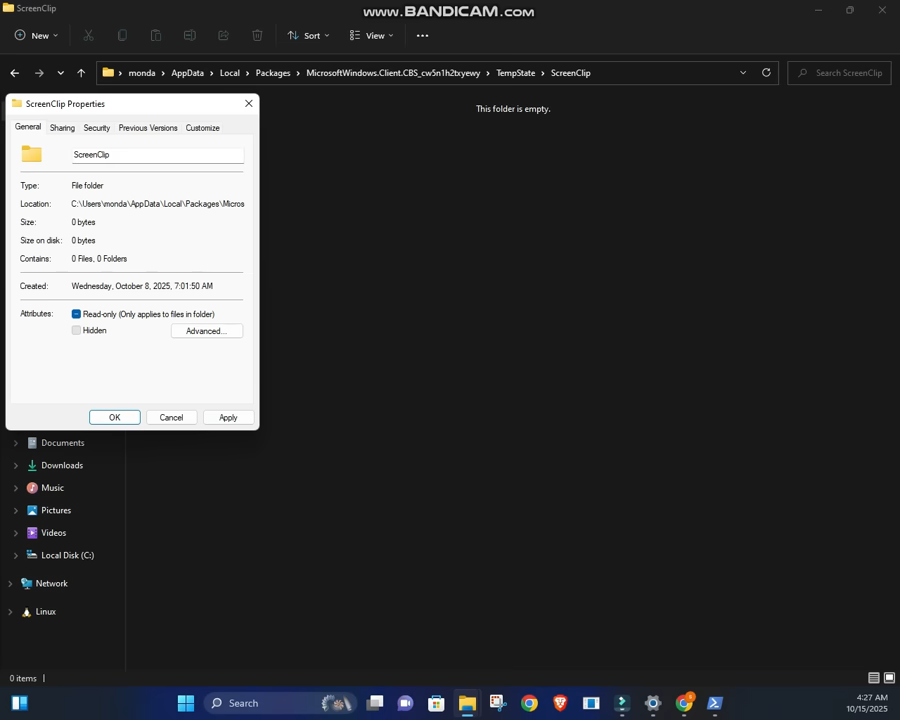 ScreenClip
www.BANDICAM.com
New
Sort
View
monda > AppData > Local > Packages > MicrosoftWindows.Client.CBS_cw5n1h2txyewy > TempState > ScreenClip
Search ScreenClip
This folder is empty.
ScreenClip Properties
General Sharing Security Previous Versions Customize
ScreenClip
Type: File folder
Location: C:\Users\monda\AppData\Local\Packages\Micros
Size: 0 bytes
Size on disk: 0 bytes
Contains: 0 Files, 0 Folders
Created: Wednesday, October 8, 2025, 7:01:50 AM
Attributes: Read-only (Only applies to files in folder)
Hidden
Advanced...
OK Cancel Apply
Documents
Downloads
Music
Pictures
Videos
Local Disk (C:)
Network
Linux
0 items
Search
6
4:27 AM
10/15/2025